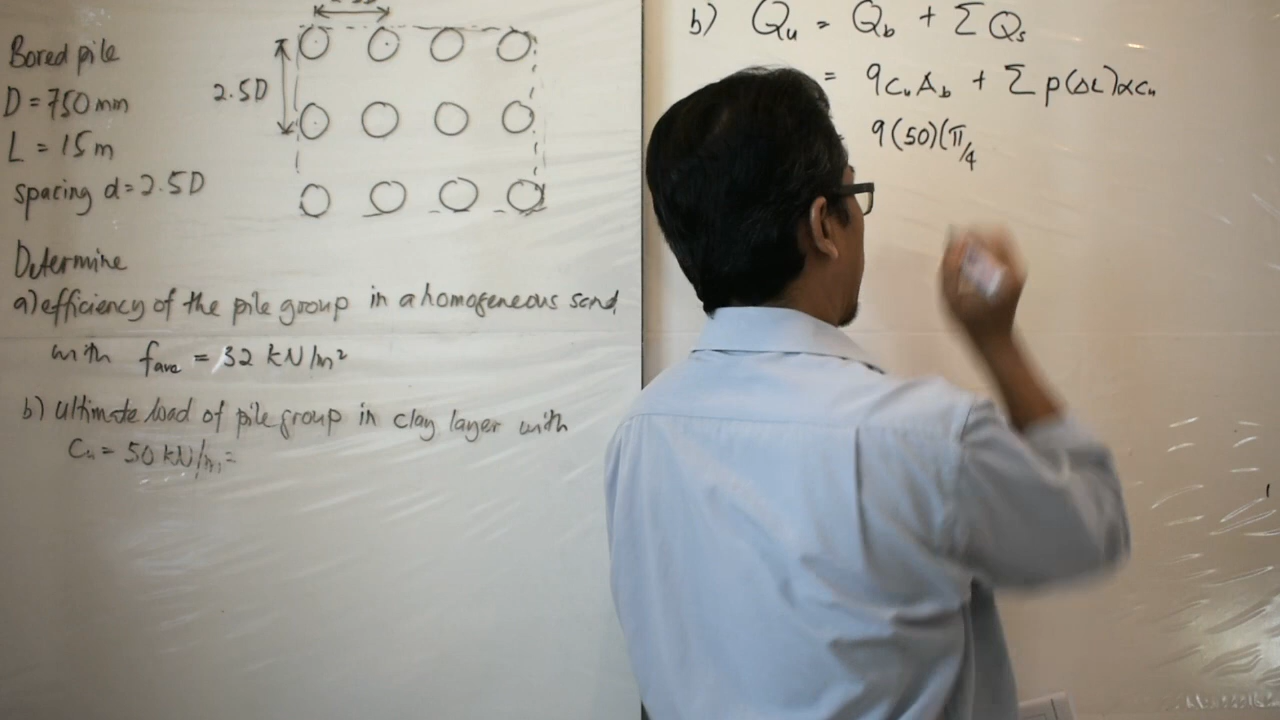 Bored pile
D = 750 mm
L = 15 m
spacing d = 2.5D
2.5D
Determine
a) efficiency of the pile group in a homogeneous sand,
with fave = 32 kN/m²
b) Ultimate load of pile group in clay layer with
Cu = 50 kN/m²
b) Qu = Qb + Σ Qs
= 9CuAb + Σ p(ΔL)αcu
9(50)(π/4